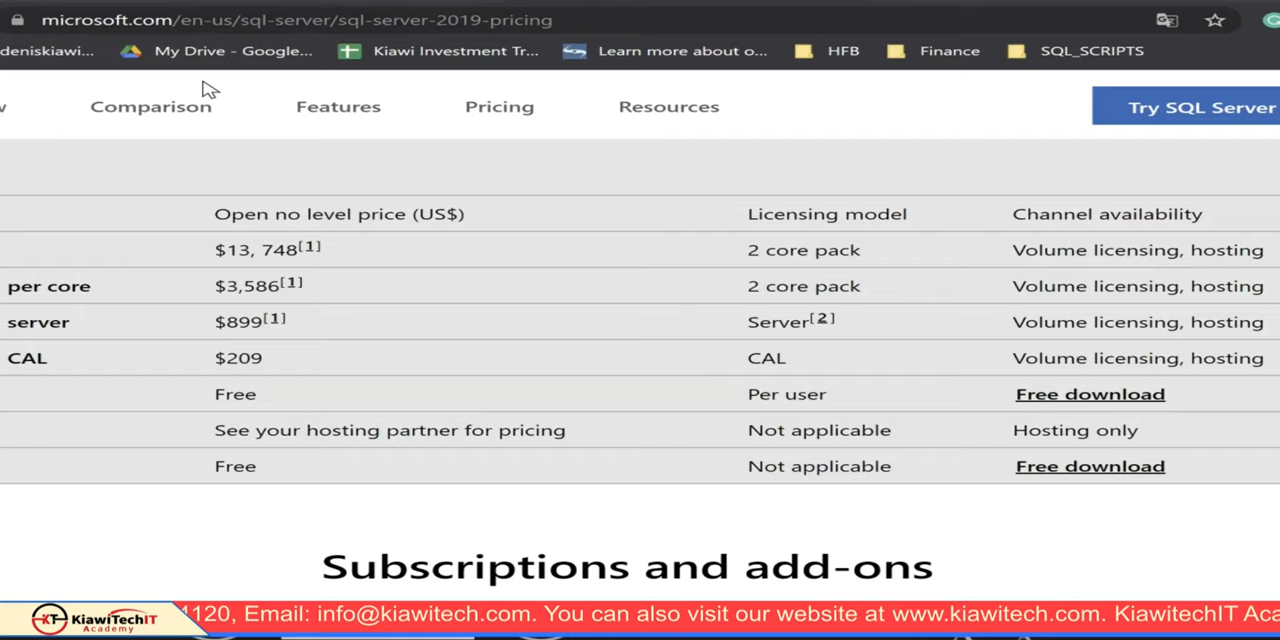 microsoft.com/en-us/sql-server/sql-server-2019-pricing
deniskiawi... My Drive - Google... Kiawi Investment Tr... Learn more about o... HFB Finance SQL_SCRIPTS
Comparison Features Pricing Resources Try SQL Server
Open no level price (US$) Licensing model Channel availability
$13, 748[1] 2 core pack Volume licensing, hosting
per core $3,586[1] 2 core pack Volume licensing, hosting
server $899[1] Server[2] Volume licensing, hosting
CAL $209 CAL Volume licensing, hosting
Free Per user Free download
See your hosting partner for pricing Not applicable Hosting only
Free Not applicable Free download
Subscriptions and add-ons
KT KiawiTechIT Academy 4120, Email: info@kiawitech.com. You can also visit our website at www.kiawitech.com. KiawiTechIT Aca